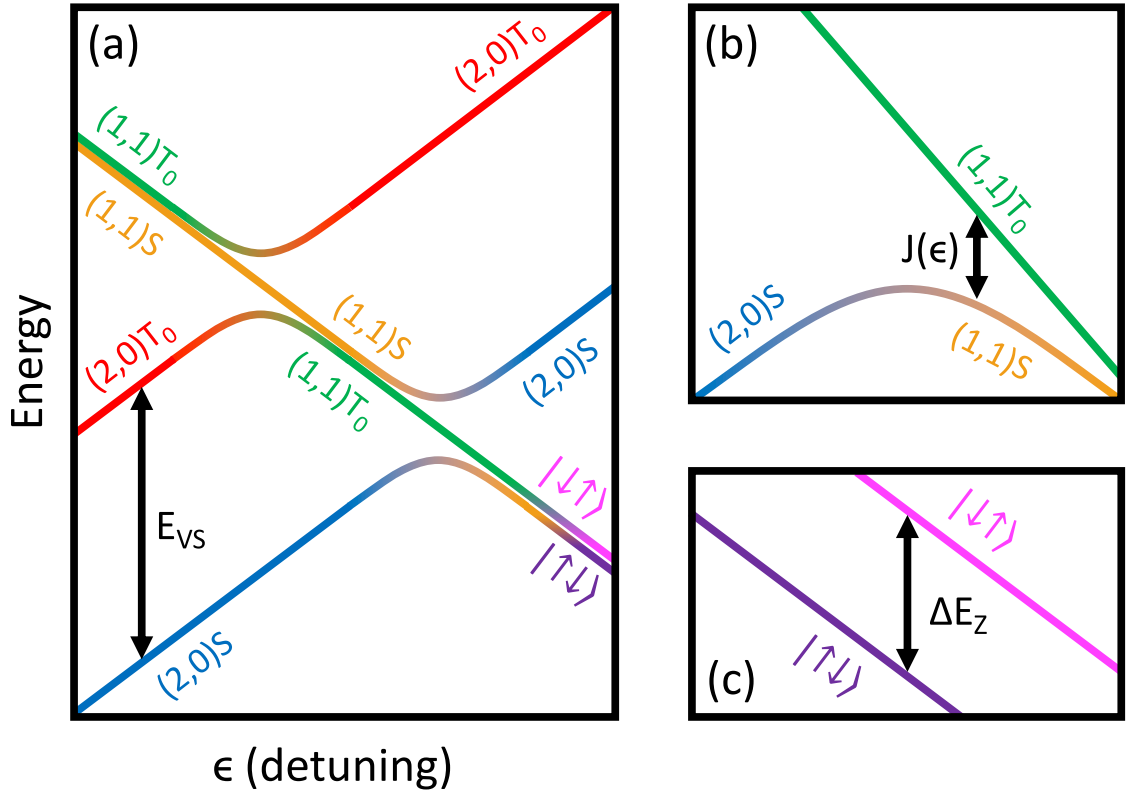 (a)
(2,0)T₀
(1,1)T₀
(1,1)S
(1,1)S
(2,0)T₀
(1,1)T₀
(2,0)S
|↓↑⟩
E_VS
|↑↓⟩
(2,0)S
Energy
ϵ (detuning)
(b)
(1,1)T₀
J(ϵ)
(2,0)S
(1,1)S
|↓↑⟩
ΔE_Z
|↑↓⟩
(c)